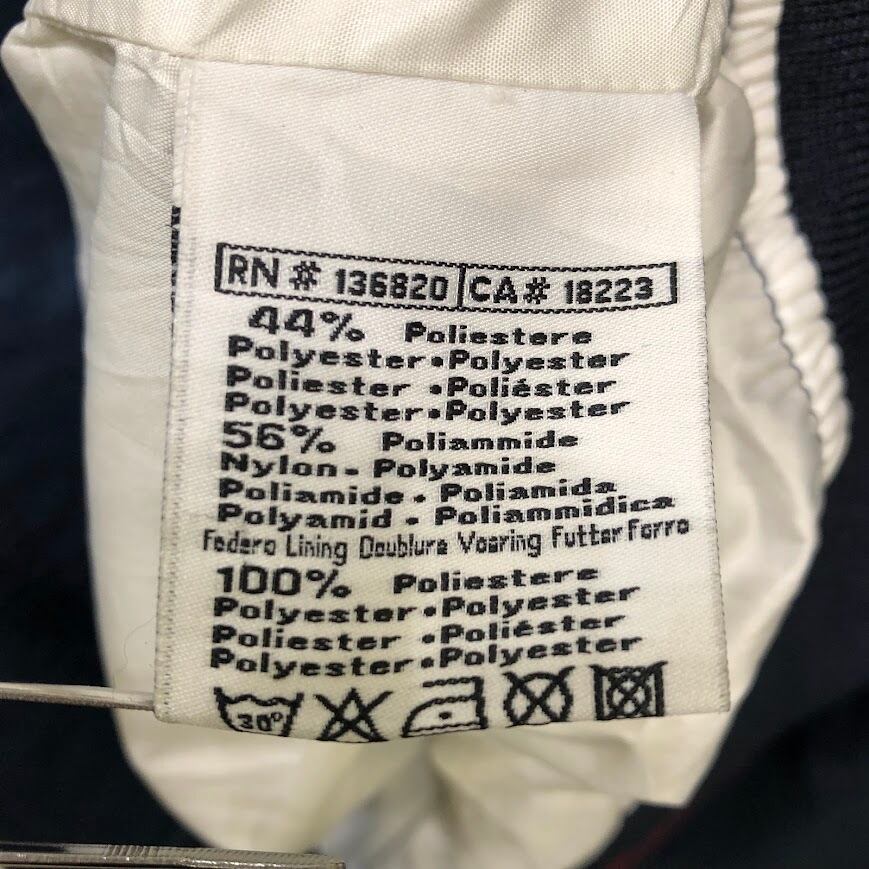 RN # 136820 CA# 18223
44% Poliestere
Polyester•Polyester
Poliester •Poliéster
Polyester•Polyester
56% Poliammide
Nylon- Polyamide
Poliamide • Poliamida
Polyamid - Poliammidica
Federo Lining Doublure Voering Futter Forro
100% Poliestere
Polyester•Polyester
Poliester •Poliéster
Polyester•Polyester
30°